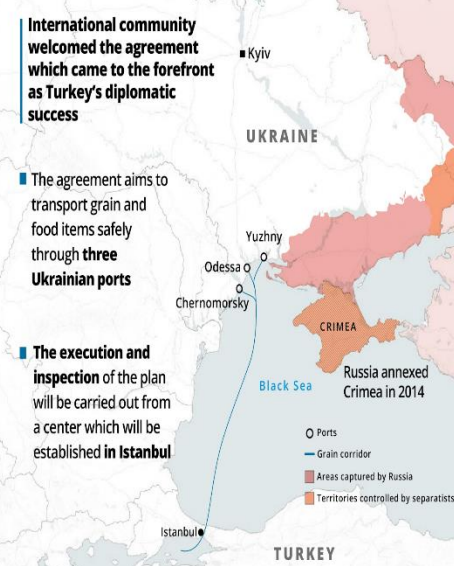 International community
welcomed the agreement
which came to the forefront
as Turkey's diplomatic
success
The agreement aims to
transport grain and
food items safely
through three
Ukrainian ports
The execution and
inspection of the plan
will be carried out from
a center which will be
established in Istanbul
Kyiv
UKRAINE
Yuzhny
Odessa
Chernomorsky
CRIMEA
Russia annexed
Crimea in 2014
Black Sea
Ports
Grain corridor
Areas captured by Russia
Territories controlled by separatists
Istanbul
TURKEY